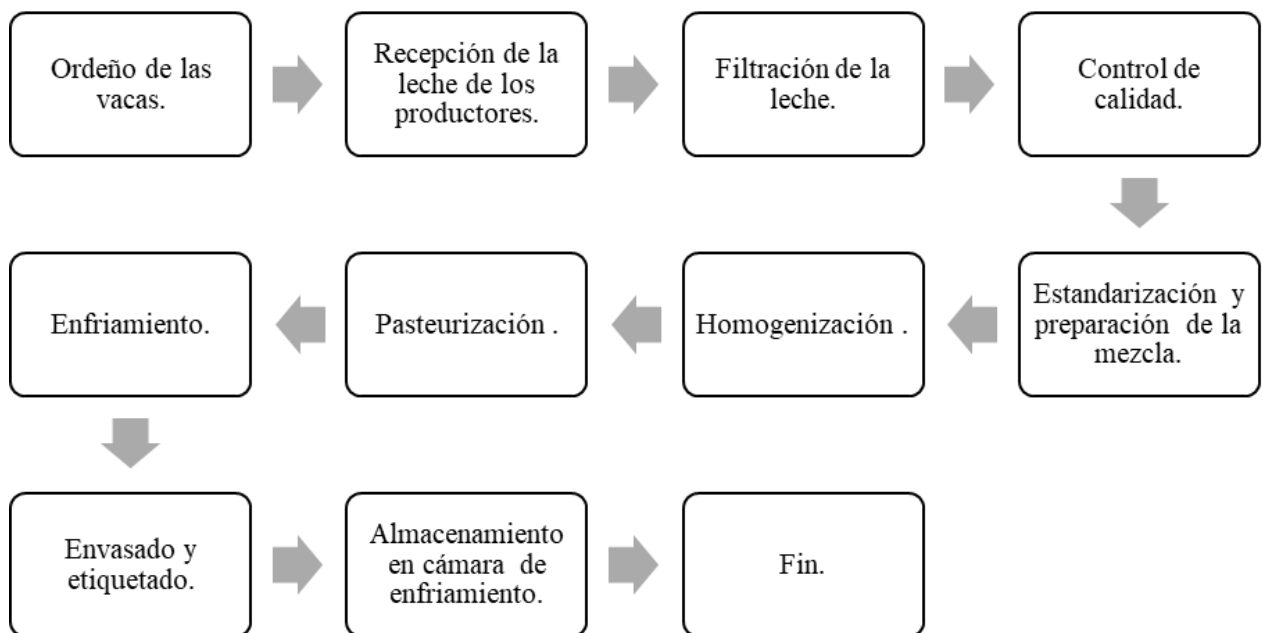 Ordeño de las
vacas.
Recepción de la
leche de los
productores.
Filtración de la
leche.
Control de
calidad.
Estandarización y
preparación de la
mezcla.
Homogenización .
Pasteurización .
Enfriamiento.
Envasado y
etiquetado.
Almacenamiento
en cámara de
enfriamiento.
Fin.